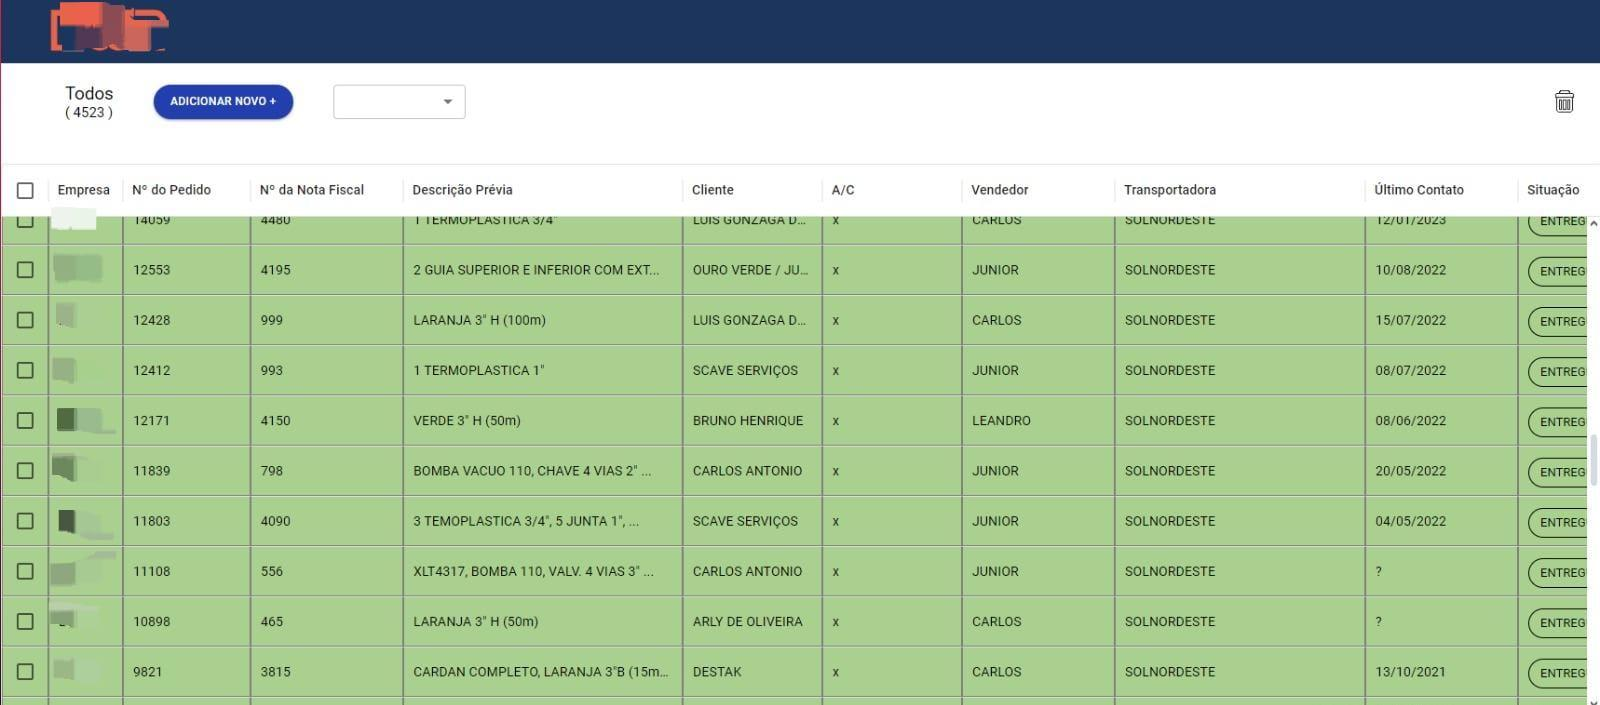 Todos
( 4523 )
ADICIONAR NOVO +
Empresa Nº do Pedido Nº da Nota Fiscal Descrição Prévia Cliente A/C Vendedor Transportadora Último Contato Situação
14059 4480 1 TERMOPLASTICA 3/4" LUIS GONZAGA D... x CARLOS SOLNORDESTE 12/01/2023 ENTREG
12553 4195 2 GUIA SUPERIOR E INFERIOR COM EXT... OURO VERDE / JU... x JUNIOR SOLNORDESTE 10/08/2022 ENTREG
12428 999 LARANJA 3" H (100m) LUIS GONZAGA D... x CARLOS SOLNORDESTE 15/07/2022 ENTREG
12412 993 1 TERMOPLASTICA 1" SCAVE SERVIÇOS x JUNIOR SOLNORDESTE 08/07/2022 ENTREG
12171 4150 VERDE 3" H (50m) BRUNO HENRIQUE x LEANDRO SOLNORDESTE 08/06/2022 ENTREG
11839 798 BOMBA VACUO 110, CHAVE 4 VIAS 2" ... CARLOS ANTONIO x JUNIOR SOLNORDESTE 20/05/2022 ENTREG
11803 4090 3 TEMOPLASTICA 3/4", 5 JUNTA 1", ... SCAVE SERVIÇOS x JUNIOR SOLNORDESTE 04/05/2022 ENTREG
11108 556 XLT4317, BOMBA 110, VALV. 4 VIAS 3" ... CARLOS ANTONIO x JUNIOR SOLNORDESTE ? ENTREG
10898 465 LARANJA 3" H (50m) ARLY DE OLIVEIRA x CARLOS SOLNORDESTE ? ENTREG
9821 3815 CARDAN COMPLETO, LARANJA 3"B (15m... DESTAK x CARLOS SOLNORDESTE 13/10/2021 ENTREG